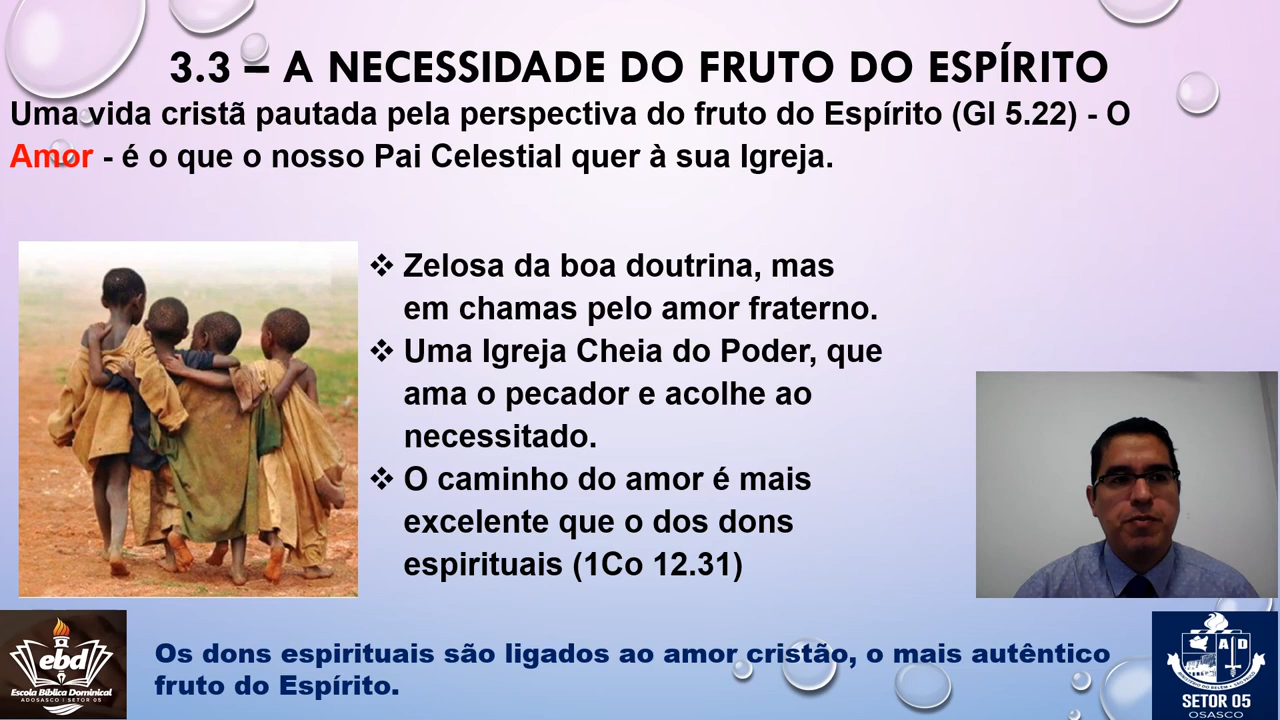 3.3 – A NECESSIDADE DO FRUTO DO ESPÍRITO
Uma vida cristã pautada pela perspectiva do fruto do Espírito (Gl 5.22) - O
Amor - é o que o nosso Pai Celestial quer à sua Igreja.
❖ Zelosa da boa doutrina, mas
em chamas pelo amor fraterno.
❖ Uma Igreja Cheia do Poder, que
ama o pecador e acolhe ao
necessitado.
❖ O caminho do amor é mais
excelente que o dos dons
espirituais (1Co 12.31)
Os dons espirituais são ligados ao amor cristão, o mais autêntico
fruto do Espírito.
ebd
Escola Bíblica Dominical
ADOSASCO | SETOR 05
A D
SETOR 05
OSASCO